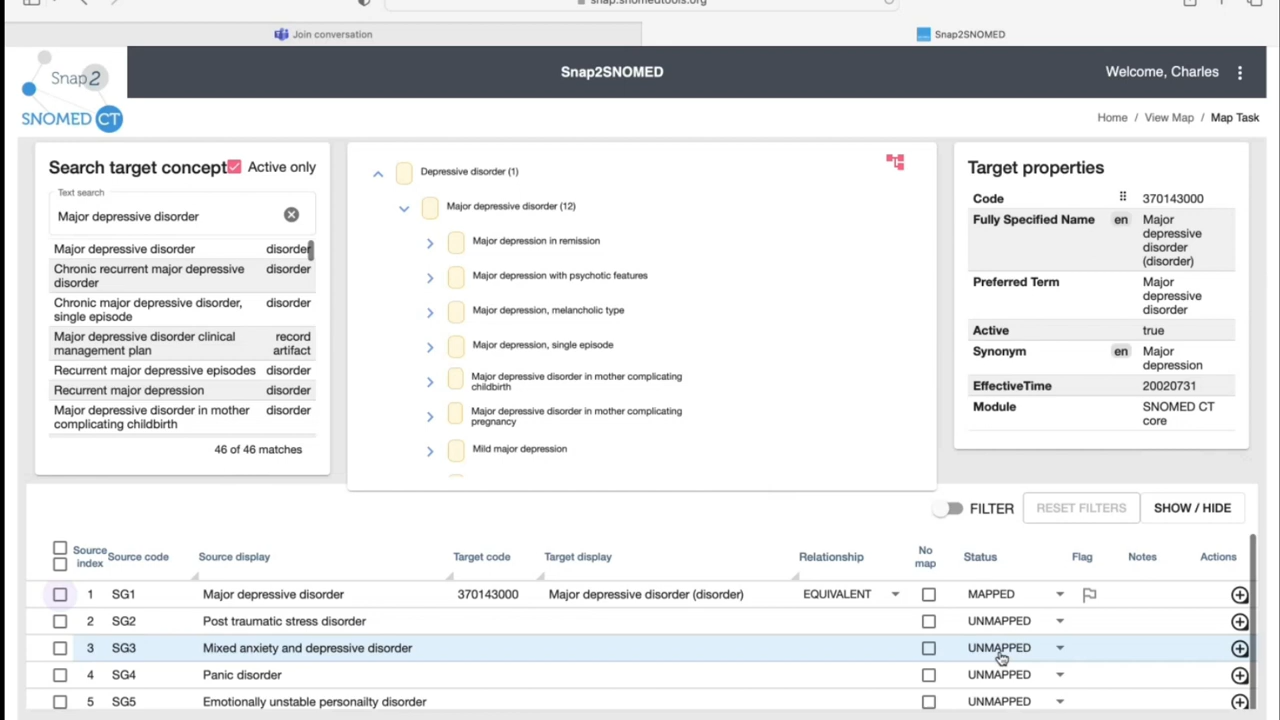 snap.snomedtools.org
Join conversation
Snap2SNOMED
Snap2
SNOMED CT
Snap2SNOMED
Welcome, Charles
Home / View Map / Map Task
Search target concept Active only
Text search
Major depressive disorder
Major depressive disorder disorder
Chronic recurrent major depressive disorder
disorder
Chronic major depressive disorder, disorder
single episode
Major depressive disorder clinical record
management plan artifact
Recurrent major depressive episodes disorder
Recurrent major depression disorder
Major depressive disorder in mother disorder
complicating childbirth
46 of 46 matches
Depressive disorder (1)
Major depressive disorder (12)
Major depression in remission
Major depression with psychotic features
Major depression, melancholic type
Major depression, single episode
Major depressive disorder in mother complicating
childbirth
Major depressive disorder in mother complicating
pregnancy
Mild major depression
Target properties
Code 370143000
Fully Specified Name en Major
depressive
disorder
(disorder)
Preferred Term Major
depressive
disorder
Active true
Synonym en Major
depression
EffectiveTime 20020731
Module SNOMED CT
core
FILTER RESET FILTERS SHOW / HIDE
Source index Source code Source display Target code Target display Relationship No map Status Flag Notes Actions
1 SG1 Major depressive disorder 370143000 Major depressive disorder (disorder) EQUIVALENT MAPPED
2 SG2 Post traumatic stress disorder UNMAPPED
3 SG3 Mixed anxiety and depressive disorder UNMAPPED
4 SG4 Panic disorder UNMAPPED
5 SG5 Emotionally unstable personailty disorder UNMAPPED